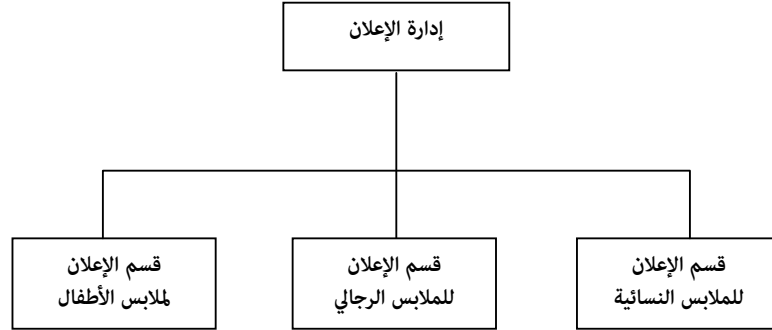 إدارة الإعلان
قسم الإعلان
للملابس النسائية
قسم الإعلان
للملابس الرجالي
قسم الإعلان
لملابس الأطفال